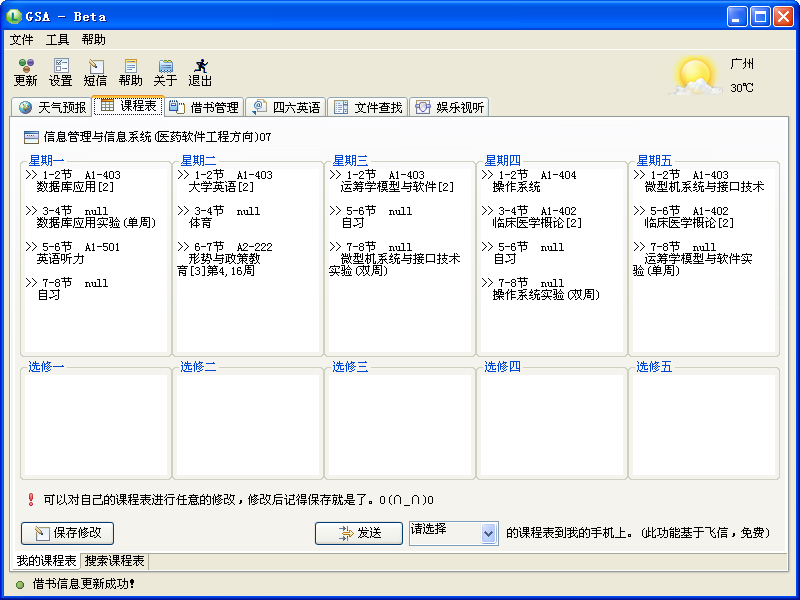 GSA - Beta
文件 工具 帮助
更新 设置 短信 帮助 关于 退出
广州
30℃
天气预报 课程表 借书管理 四六英语 文件查找 娱乐视听
信息管理与信息系统(医药软件工程方向)07
星期一
>> 1-2节 A1-403
数据库应用[2]
>> 3-4节 null
数据库应用实验(单周)
>> 5-6节 A1-501
英语听力
>> 7-8节 null
自习
星期二
>> 1-2节 A1-403
大学英语[2]
>> 3-4节 null
体育
>> 6-7节 A2-222
形势与政策教
育[3]第4,16周
星期三
>> 1-2节 A1-403
运筹学模型与软件[2]
>> 5-6节 null
自习
>> 7-8节 null
微型机系统与接口技术
实验(双周)
星期四
>> 1-2节 A1-404
操作系统
>> 3-4节 A1-402
临床医学概论[2]
>> 5-6节 null
自习
>> 7-8节 null
操作系统实验(双周)
星期五
>> 1-2节 A1-403
微型机系统与接口技术
>> 5-6节 A1-402
临床医学概论[2]
>> 7-8节 null
运筹学模型与软件实
验(单周)
选修一 选修二 选修三 选修四 选修五
可以对自己的课程表进行任意的修改，修改后记得保存就是了。O(∩_∩)O
保存修改 发送 请选择 的课程表到我的手机上。(此功能基于飞信，免费)
我的课程表 搜索课程表
借书信息更新成功!